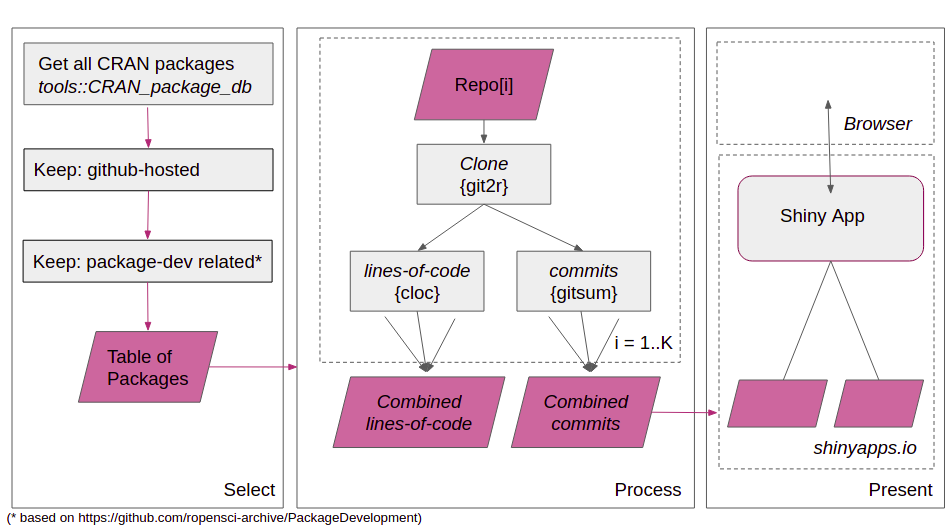 Get all CRAN packages
tools::CRAN_package_db
Keep: github-hosted
Keep: package-dev related*
Table of
Packages
Select
Repo[i]
Clone
{git2r}
lines-of-code
{cloc}
commits
{gitsum}
i = 1..K
Combined
lines-of-code
Combined
commits
Process
Browser
Shiny App
shinyapps.io
Present
(* based on https://github.com/ropensci-archive/PackageDevelopment)